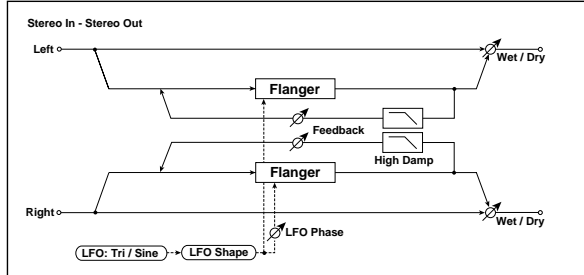 Stereo In - Stereo Out
Left
Wet / Dry
Flanger
Feedback
High Damp
Flanger
Right
Wet / Dry
LFO Phase
LFO: Tri / Sine
LFO Shape